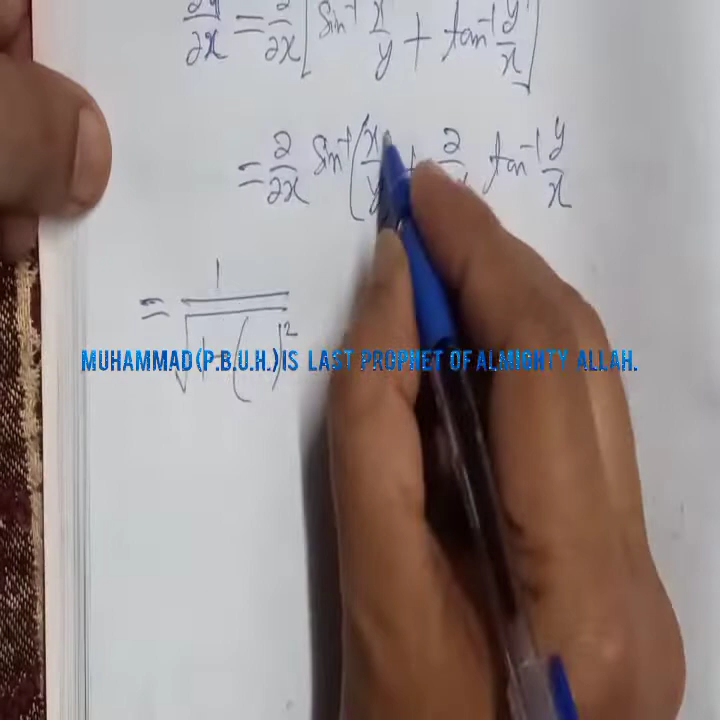 ∂u/∂x = ∂/∂x [sin⁻¹ x/y + tan⁻¹ y/x]
= ∂/∂x sin⁻¹(x/y + ∂/∂x tan⁻¹ y/x
= 1/√(1-( )²
MUHAMMAD(P.B.U.H.)IS LAST PROPHET OF ALMIGHTY ALLAH.